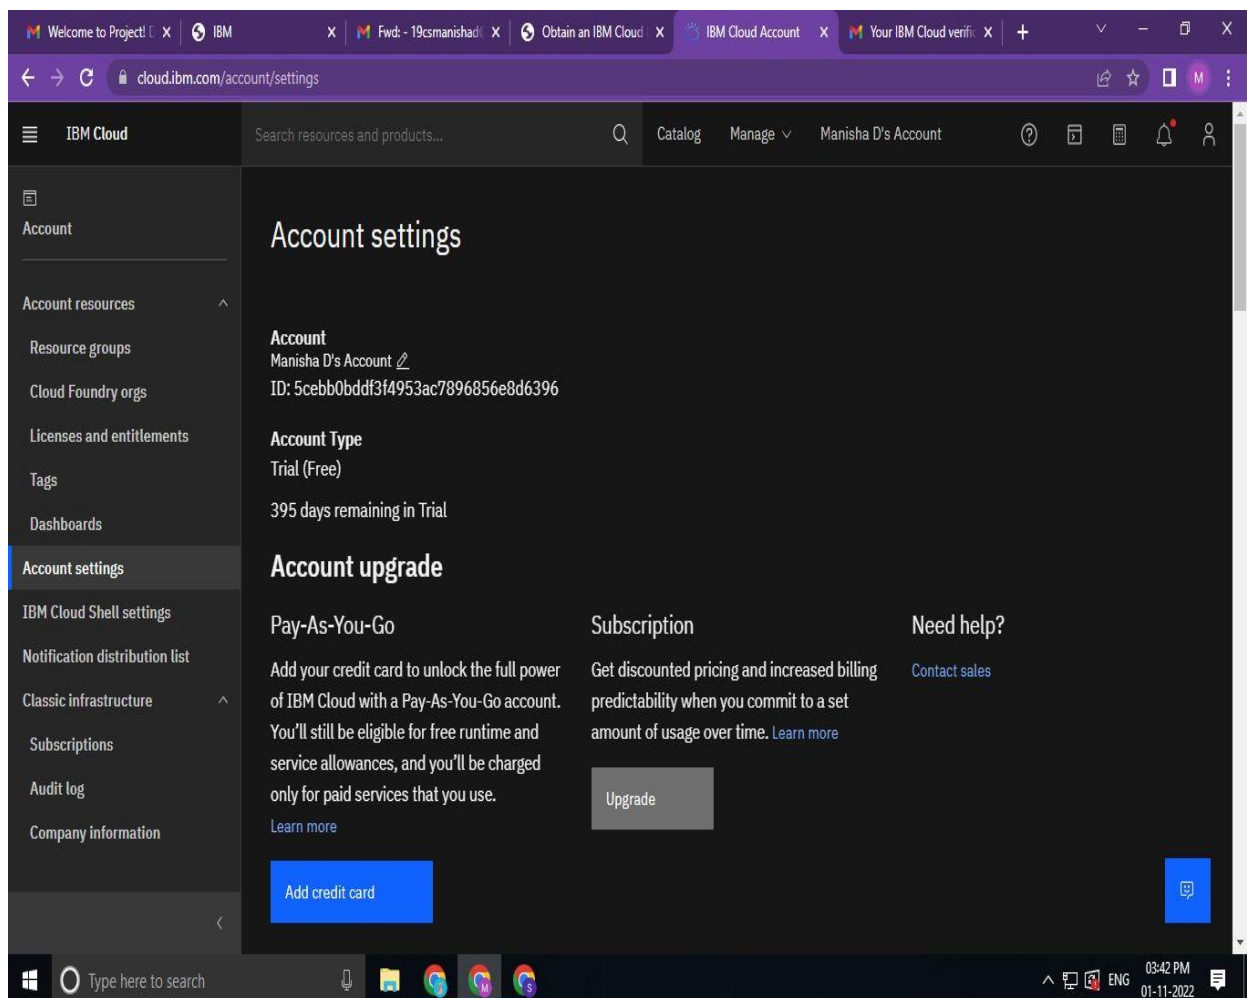 Welcome to Project! D
IBM
Fwd: - 19csmanishad
Obtain an IBM Cloud
IBM Cloud Account
Your IBM Cloud verific
cloud.ibm.com/account/settings
M
IBM Cloud
Search resources and products...
Catalog
Manage
Manisha D's Account
Account
Account resources
Resource groups
Cloud Foundry orgs
Licenses and entitlements
Tags
Dashboards
Account settings
IBM Cloud Shell settings
Notification distribution list
Classic infrastructure
Subscriptions
Audit log
Company information
Account settings
Account
Manisha D's Account
ID: 5cebb0bddf3f4953ac7896856e8d6396
Account Type
Trial (Free)
395 days remaining in Trial
Account upgrade
Pay-As-You-Go
Add your credit card to unlock the full power
of IBM Cloud with a Pay-As-You-Go account.
You'll still be eligible for free runtime and
service allowances, and you'll be charged
only for paid services that you use.
Learn more
Add credit card
Subscription
Get discounted pricing and increased billing
predictability when you commit to a set
amount of usage over time. Learn more
Upgrade
Need help?
Contact sales
Type here to search
ENG
03:42 PM
01-11-2022